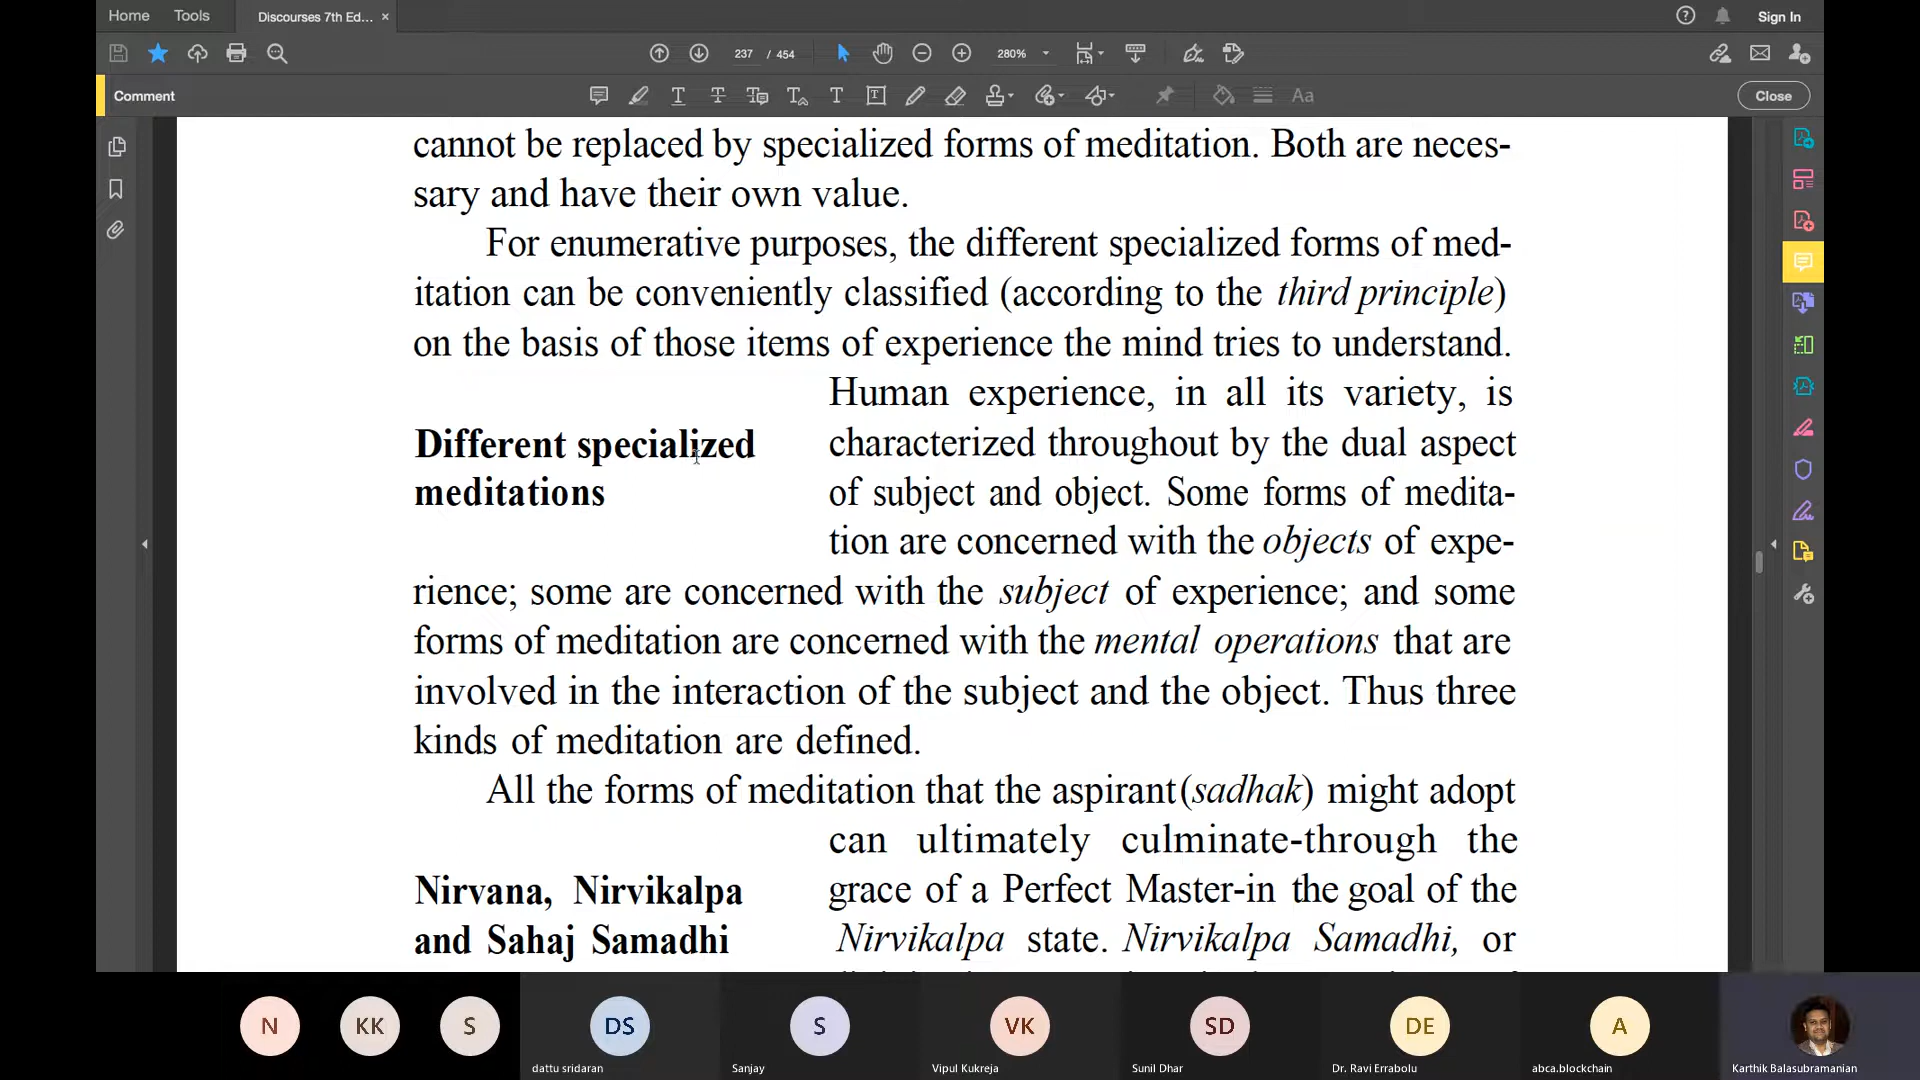 Home
Tools
Discourses 7th Ed...
Sign In
237 / 454
280%
Comment
Close
cannot be replaced by specialized forms of meditation. Both are neces-
sary and have their own value.
For enumerative purposes, the different specialized forms of med-
itation can be conveniently classified (according to the third principle)
on the basis of those items of experience the mind tries to understand.
Different specialized
meditations
Human experience, in all its variety, is
characterized throughout by the dual aspect
of subject and object. Some forms of medita-
tion are concerned with the objects of expe-
rience; some are concerned with the subject of experience; and some
forms of meditation are concerned with the mental operations that are
involved in the interaction of the subject and the object. Thus three
kinds of meditation are defined.
All the forms of meditation that the aspirant(sadhak) might adopt
Nirvana, Nirvikalpa
and Sahaj Samadhi
can ultimately culminate-through the
grace of a Perfect Master-in the goal of the
Nirvikalpa state. Nirvikalpa Samadhi, or
N
KK
S
DS
dattu sridaran
S
Sanjay
VK
Vipul Kukreja
SD
Sunil Dhar
DE
Dr. Ravi Errabolu
A
abca.blockchain
Karthik Balasubramanian